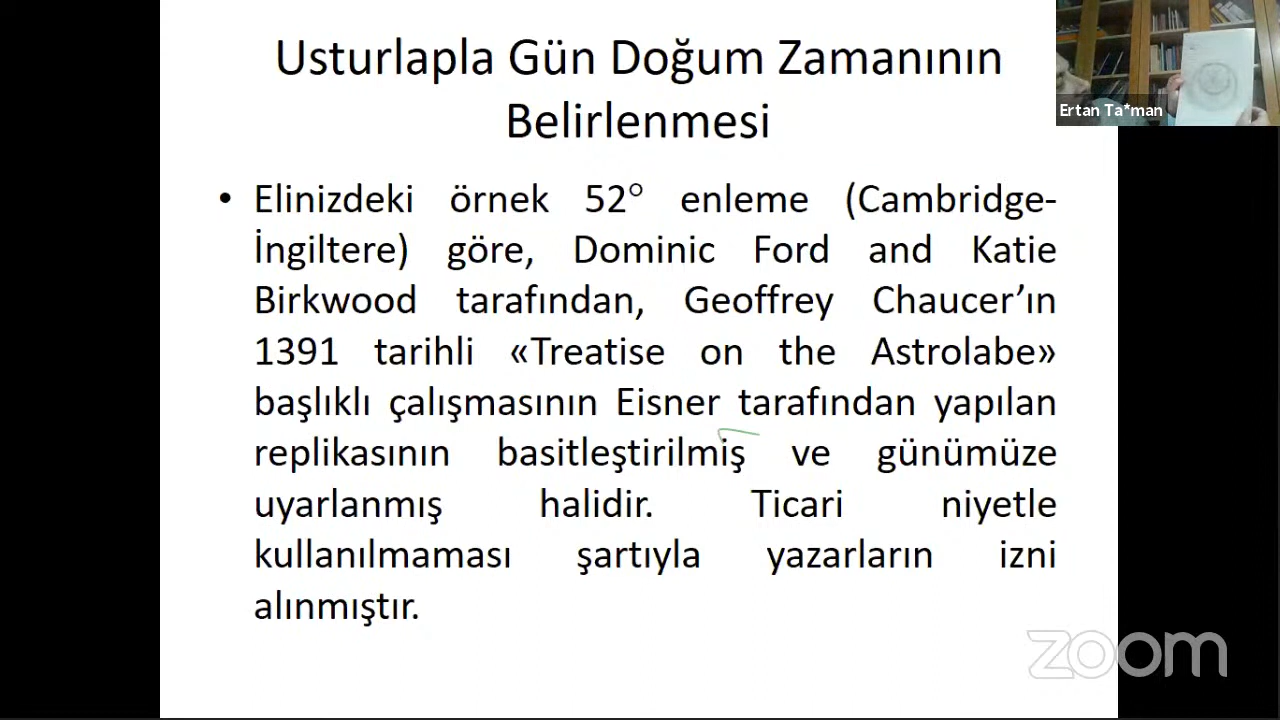 Usturlapla Gün Doğum Zamanının
Belirlenmesi
Ertan Ta*man
• Elinizdeki örnek 52° enleme (Cambridge-
İngiltere) göre, Dominic Ford and Katie
Birkwood tarafından, Geoffrey Chaucer’ın
1391 tarihli «Treatise on the Astrolabe»
başlıklı çalışmasının Eisner tarafından yapılan
replikasının basitleştirilmiş ve günümüze
uyarlanmış halidir. Ticari niyetle
kullanılmaması şartıyla yazarların izni
alınmıştır.
zoom